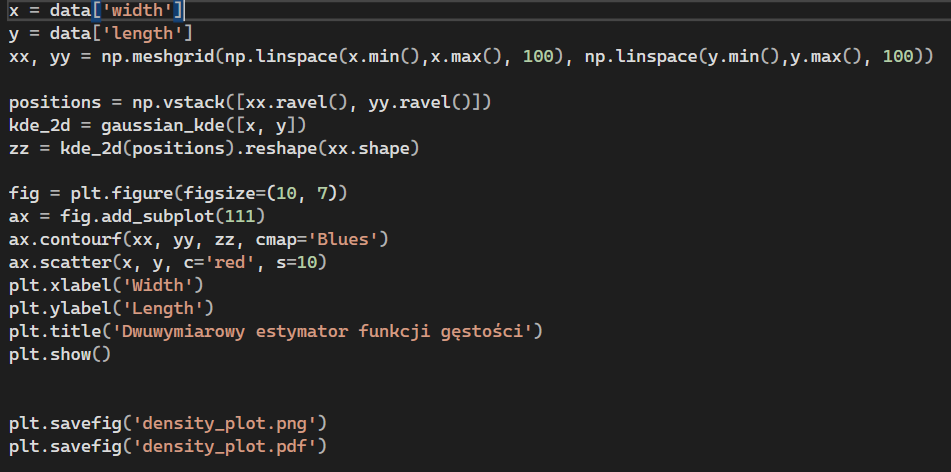 x = data['width']
y = data['length']
xx, yy = np.meshgrid(np.linspace(x.min(),x.max(), 100), np.linspace(y.min(),y.max(), 100))
positions = np.vstack([xx.ravel(), yy.ravel()])
kde_2d = gaussian_kde([x, y])
zz = kde_2d(positions).reshape(xx.shape)
fig = plt.figure(figsize=(10, 7))
ax = fig.add_subplot(111)
ax.contourf(xx, yy, zz, cmap='Blues')
ax.scatter(x, y, c='red', s=10)
plt.xlabel('Width')
plt.ylabel('Length')
plt.title('Dwuwymiarowy estymator funkcji gęstości')
plt.show()
plt.savefig('density_plot.png')
plt.savefig('density_plot.pdf')